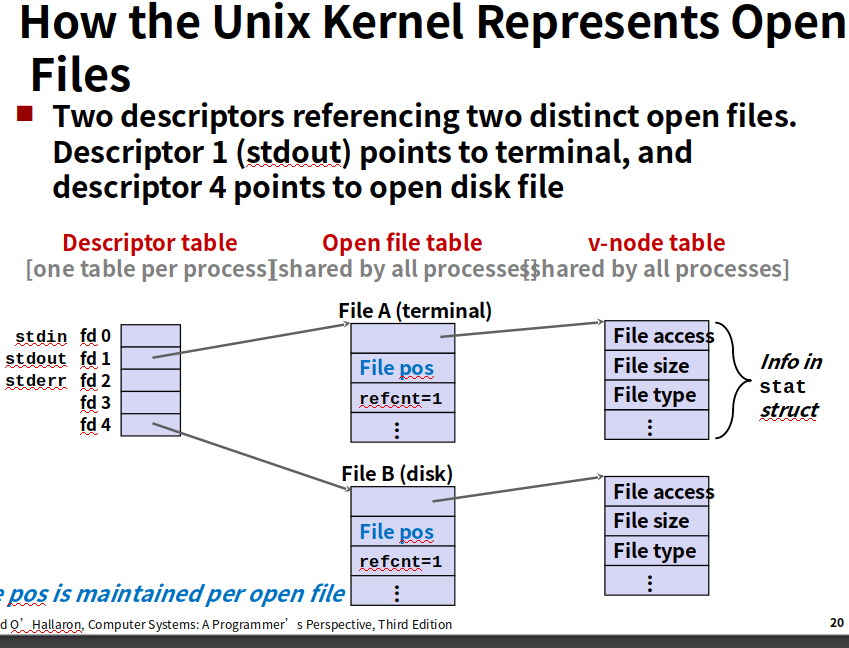 How the Unix Kernel Represents Open
Files
Two descriptors referencing two distinct open files.
Descriptor 1 (stdout) points to terminal, and
descriptor 4 points to open disk file
Descriptor table
[one table per process]
Open file table
[shared by all processes]
v-node table
[shared by all processes]
stdin fd 0
stdout fd 1
stderr fd 2
fd 3
fd 4
File A (terminal)
File pos
refcnt=1
⋮
File access
File size
File type
⋮
Info in
stat
struct
File B (disk)
File pos
refcnt=1
⋮
File access
File size
File type
⋮
pos is maintained per open file
O’Hallaron, Computer Systems: A Programmer’s Perspective, Third Edition
20